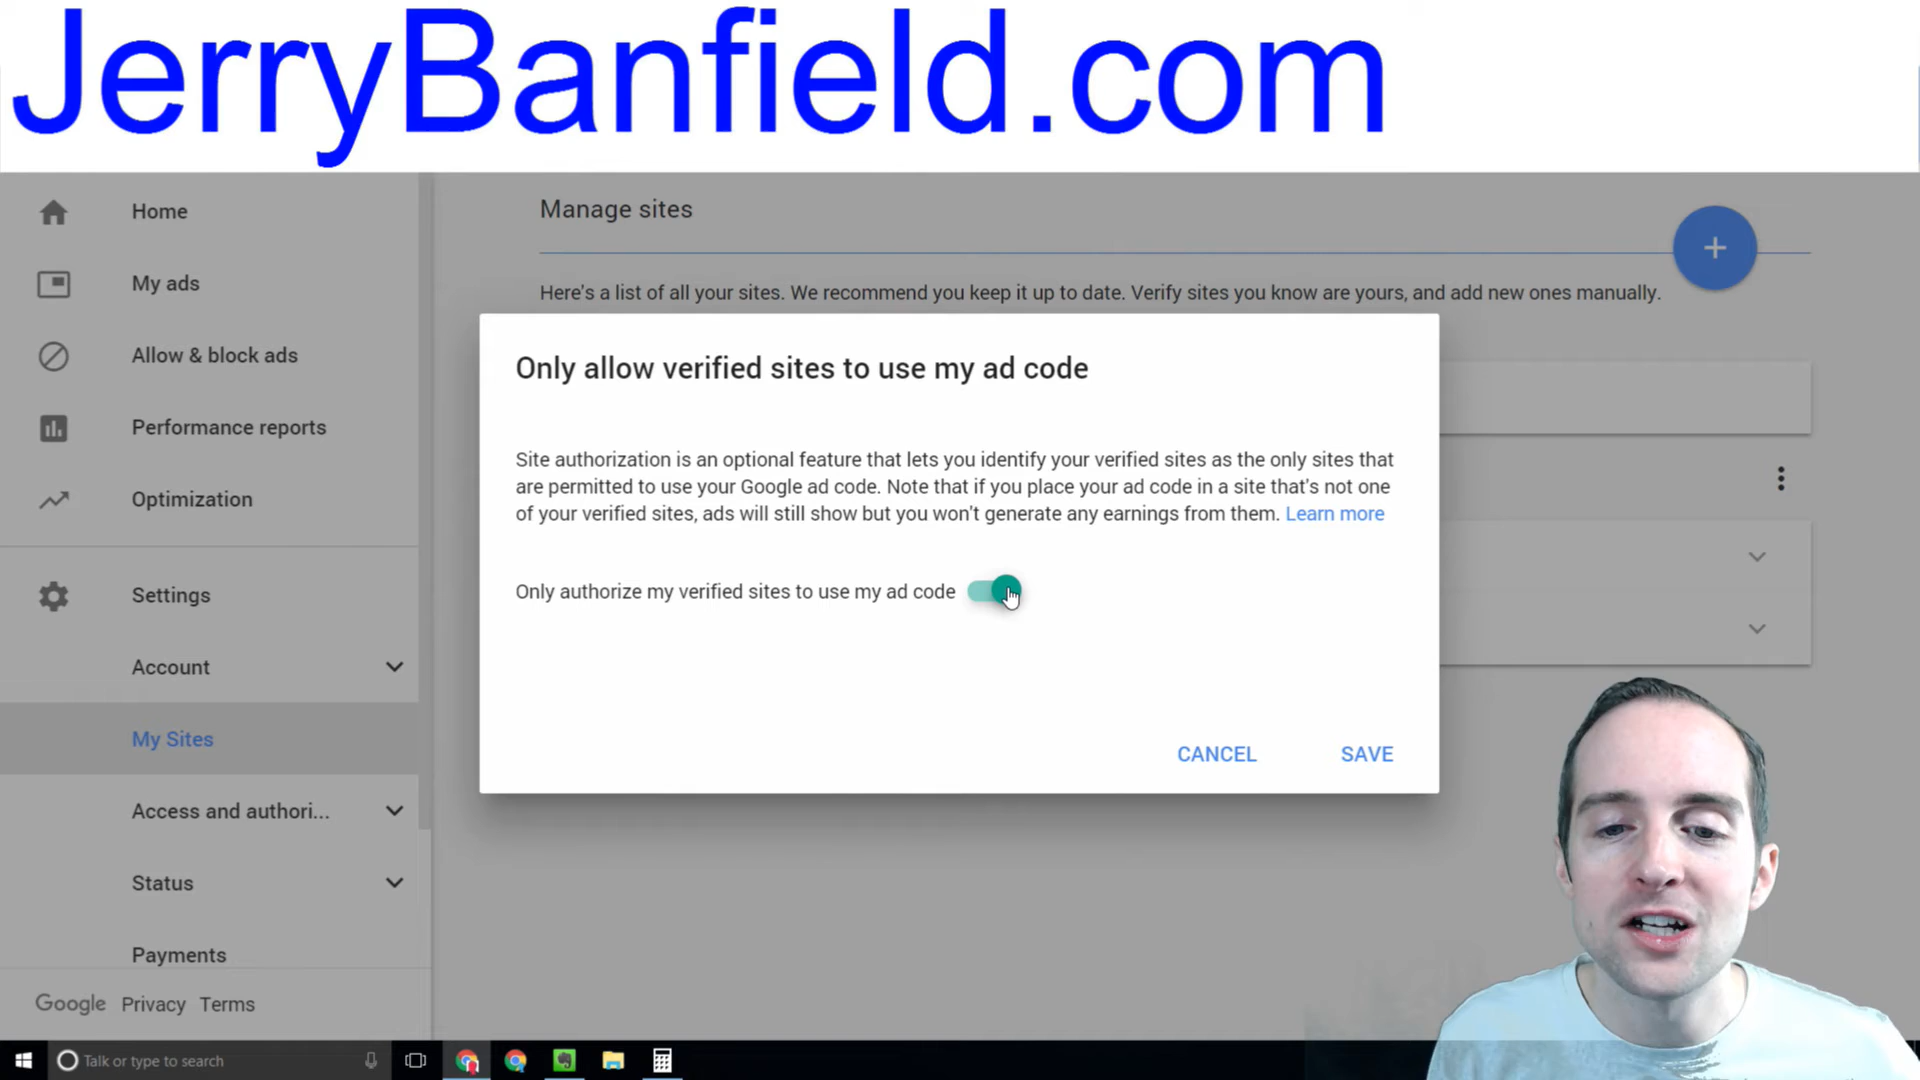 JerryBanfield.com
Home
My ads
Allow & block ads
Performance reports
Optimization
Settings
Account
My Sites
Access and authori...
Status
Payments
Google Privacy Terms
Manage sites
+
Here's a list of all your sites. We recommend you keep it up to date. Verify sites you know are yours, and add new ones manually.
Only allow verified sites to use my ad code
Site authorization is an optional feature that lets you identify your verified sites as the only sites that
are permitted to use your Google ad code. Note that if you place your ad code in a site that's not one
of your verified sites, ads will still show but you won't generate any earnings from them. Learn more
Only authorize my verified sites to use my ad code
CANCEL SAVE
Talk or type to search